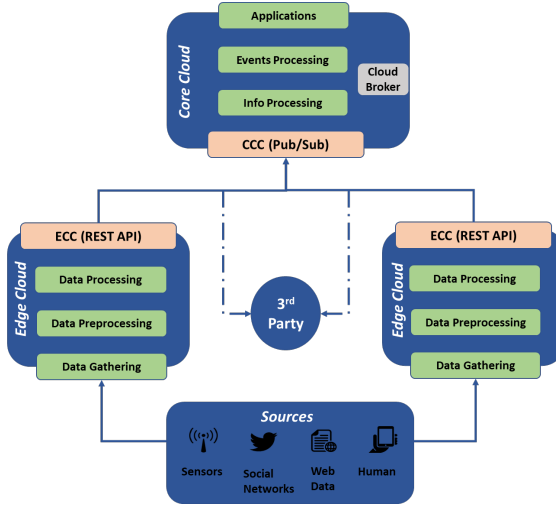 Applications
Core Cloud
Events Processing
Cloud
Broker
Info Processing
CCC (Pub/Sub)
ECC (REST API)
Edge Cloud
Data Processing
Data Preprocessing
Data Gathering
3rd
Party
ECC (REST API)
Edge Cloud
Data Processing
Data Preprocessing
Data Gathering
Sources
Sensors
Social
Networks
Web
Data
Human